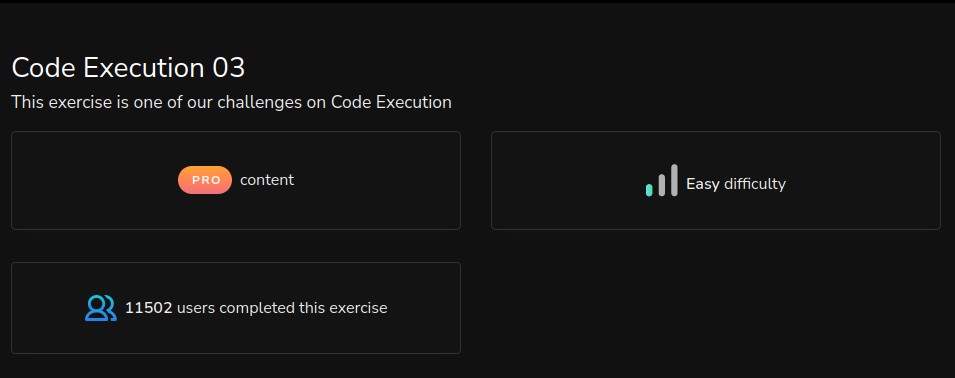 Code Execution 03
This exercise is one of our challenges on Code Execution
PRO content
Easy difficulty
11502 users completed this exercise